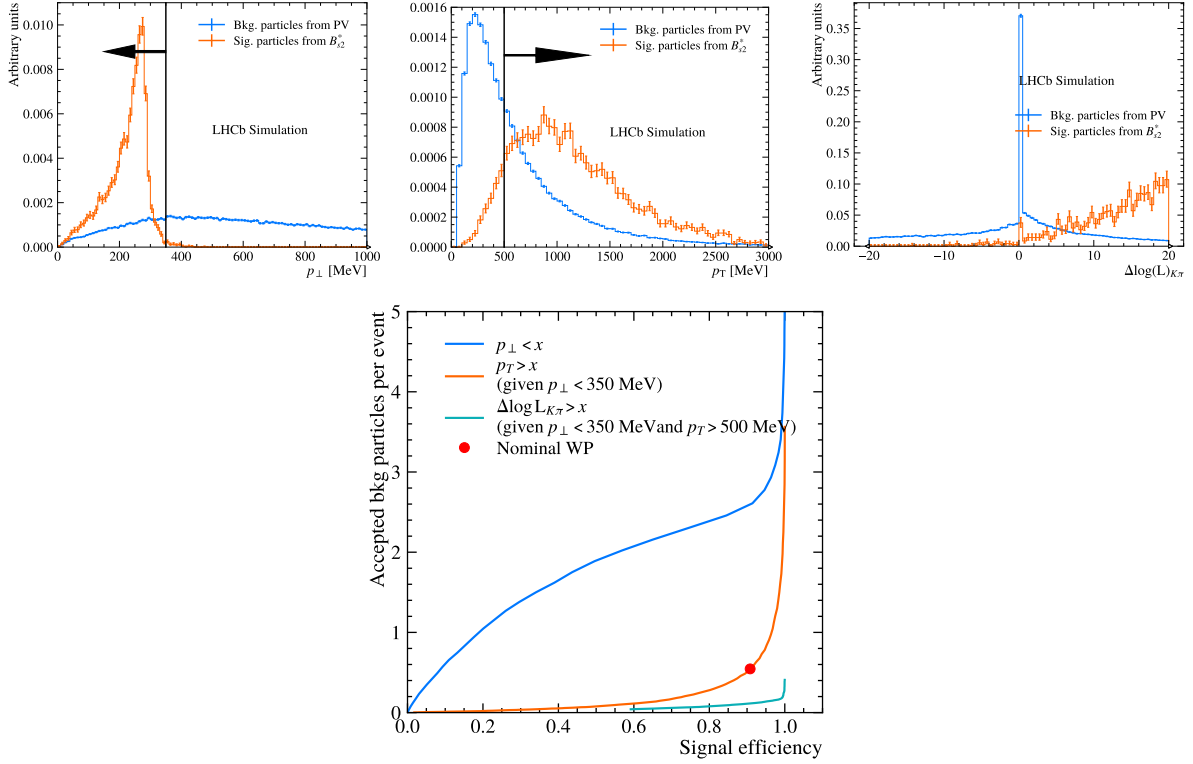 Arbitrary units
0.010
0.008
0.006
0.004
0.002
0.000
0 200 400 600 800 1000
p⊥ [MeV]
Bkg. particles from PV
Sig. particles from B*s2
LHCb Simulation
0.0016
0.0014
0.0012
0.0010
0.0008
0.0006
0.0004
0.0002
0.0000
0 500 1000 1500 2000 2500 3000
pT [MeV]
Bkg. particles from PV
Sig. particles from B*s2
LHCb Simulation
Arbitrary units
0.35
0.30
0.25
0.20
0.15
0.10
0.05
0.00
−20 −10 0 10 20
Δlog(L)Kπ
LHCb Simulation
Bkg. particles from PV
Sig. particles from B*s2
Accepted bkg particles per event
5
4
3
2
1
0
0.0 0.2 0.4 0.6 0.8 1.0
Signal efficiency
p⊥ < x
pT > x
(given p⊥ < 350 MeV)
Δlog LKπ > x
(given p⊥ < 350 MeVand pT > 500 MeV)
Nominal WP